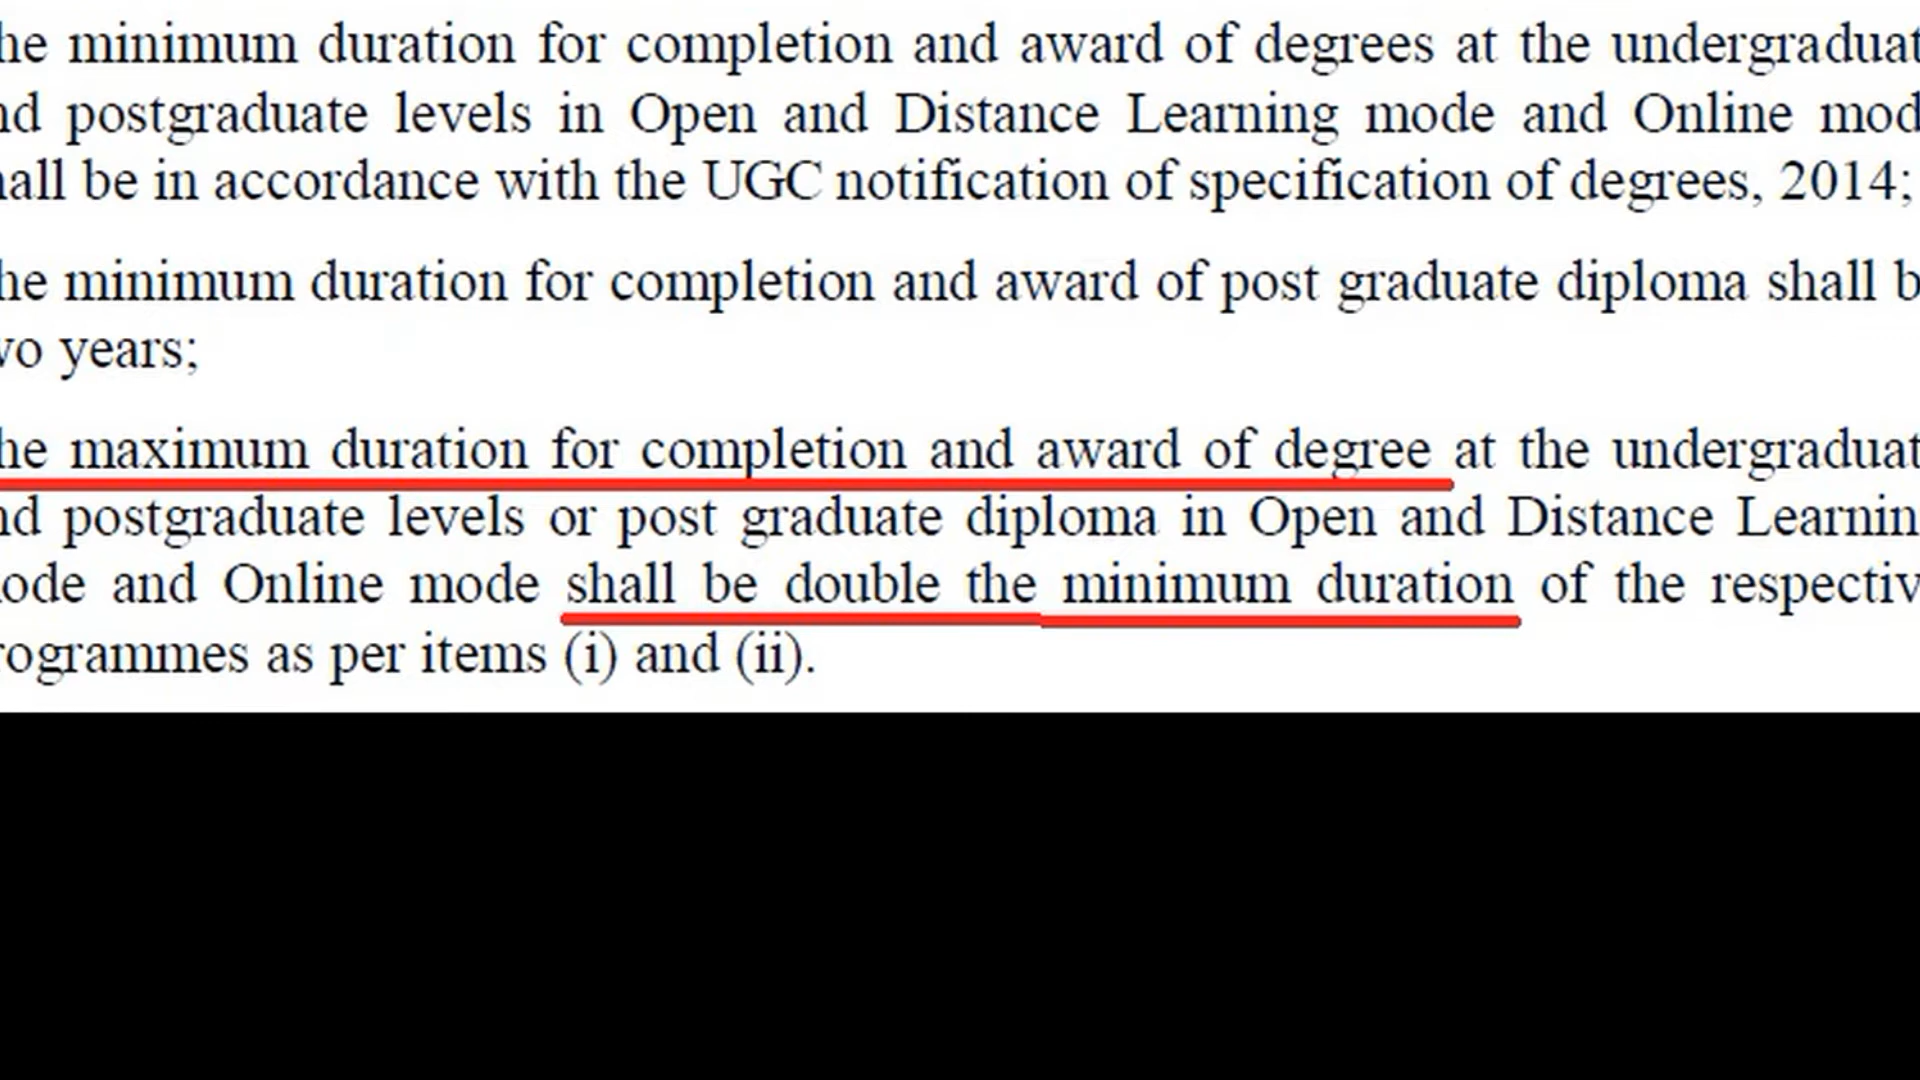 he minimum duration for completion and award of degrees at the undergraduat
nd postgraduate levels in Open and Distance Learning mode and Online mod
hall be in accordance with the UGC notification of specification of degrees, 2014;
he minimum duration for completion and award of post graduate diploma shall b
wo years;
he maximum duration for completion and award of degree at the undergraduat
nd postgraduate levels or post graduate diploma in Open and Distance Learnin
ode and Online mode shall be double the minimum duration of the respectiv
rogrammes as per items (i) and (ii).